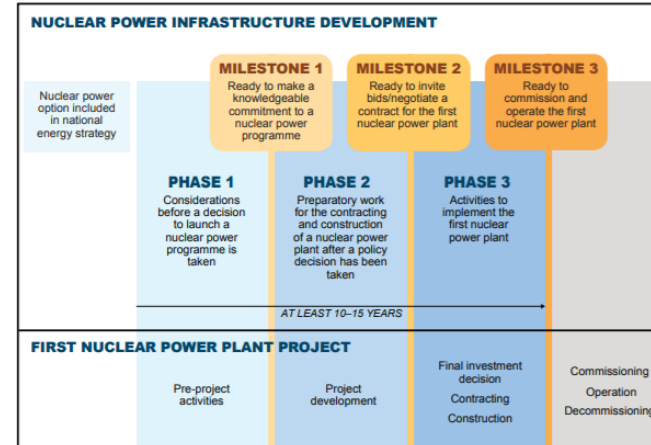 NUCLEAR POWER INFRASTRUCTURE DEVELOPMENT
Nuclear power
option included
in national
energy strategy
MILESTONE 1
Ready to make a
knowledgeable
commitment to a
nuclear power
programme
MILESTONE 2
Ready to invite
bids/negotiate a
contract for the first
nuclear power plant
MILESTONE 3
Ready to
commission and
operate the first
nuclear power plant
PHASE 1
Considerations
before a decision
to launch a
nuclear power
programme is
taken
PHASE 2
Preparatory work
for the contracting
and construction
of a nuclear power
plant after a policy
decision has been
taken
PHASE 3
Activities to
implement the
first nuclear
power plant
AT LEAST 10–15 YEARS
FIRST NUCLEAR POWER PLANT PROJECT
Pre-project
activities
Project
development
Final investment
decision
Contracting
Construction
Commissioning
Operation
Decommissioning